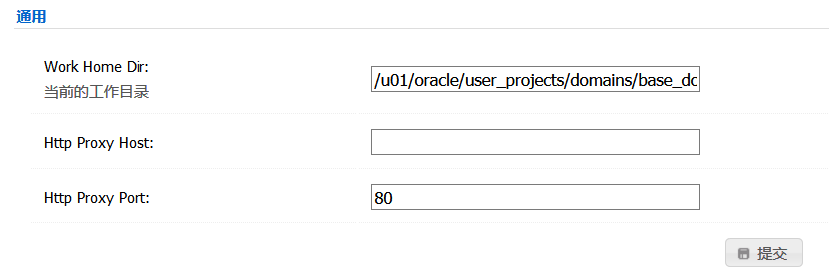 通用
Work Home Dir:
/u01/oracle/user_projects/domains/base_do
当前的工作目录
Http Proxy Host:
Http Proxy Port:
80
提交